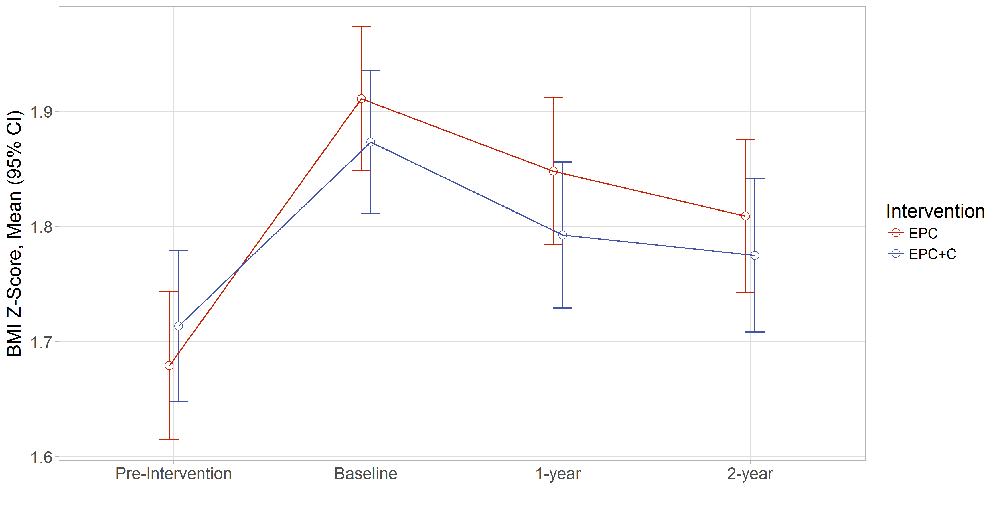 BMI Z-Score, Mean (95% CI)
1.9
1.8
1.7
1.6
Pre-Intervention
Baseline
1-year
2-year
Intervention
EPC
EPC+C